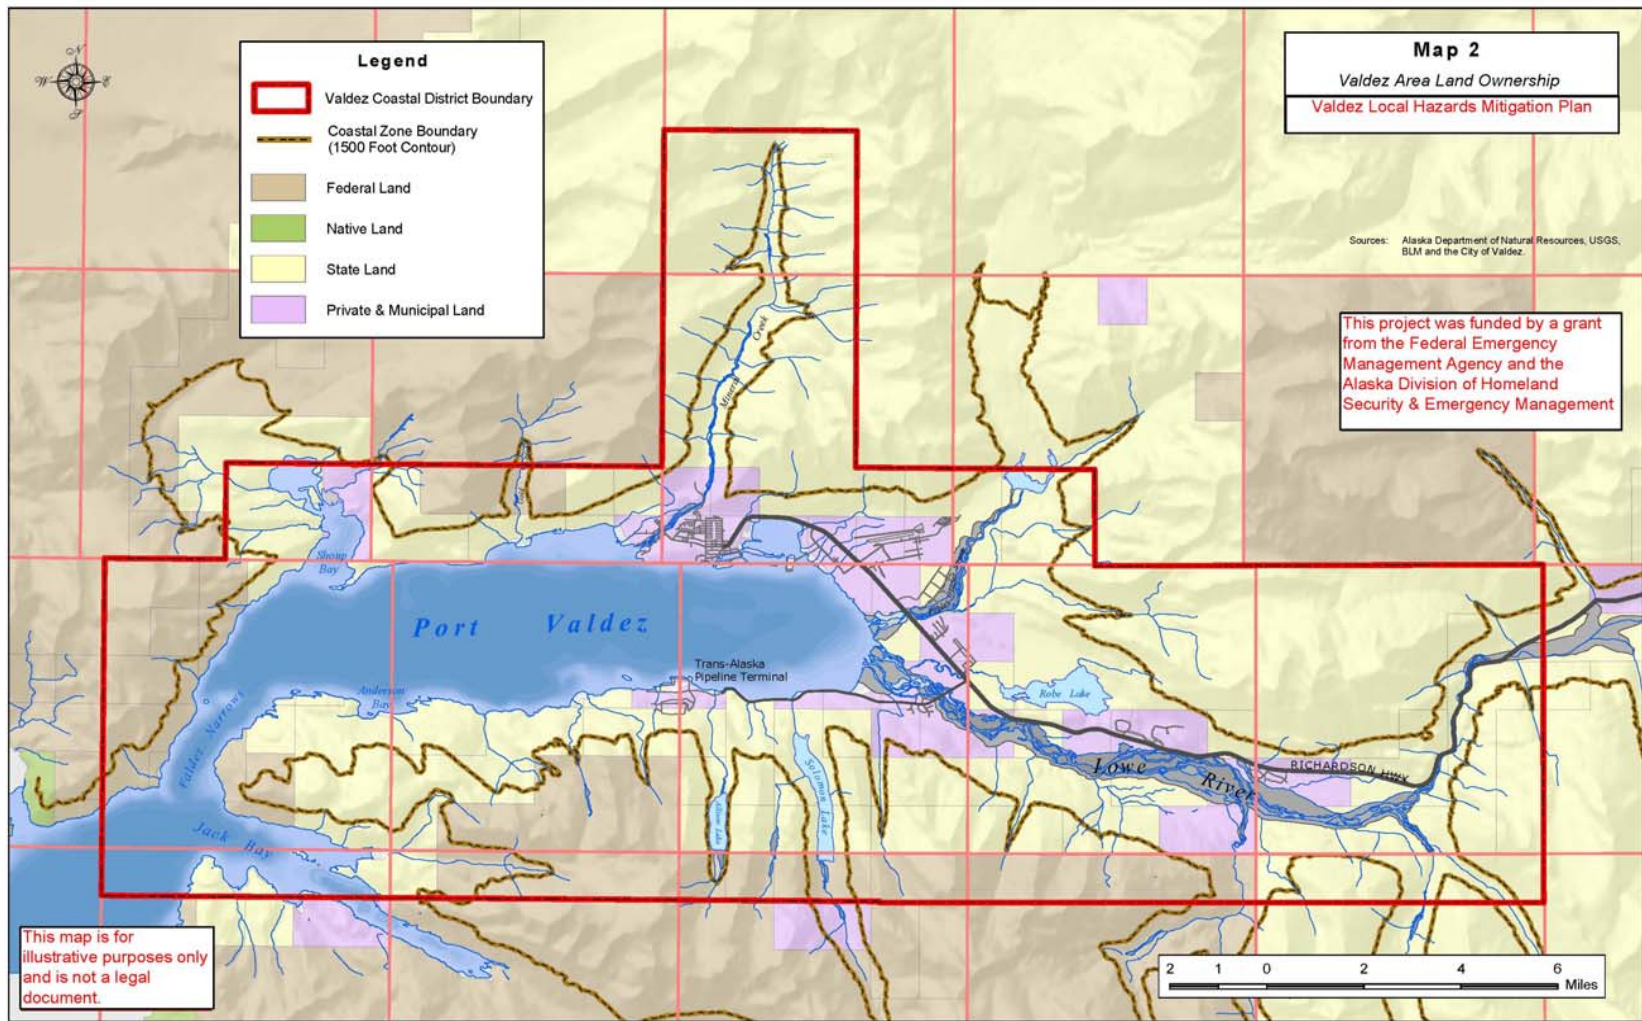 N
W
E
S
Legend
Valdez Coastal District Boundary
Coastal Zone Boundary
(1500 Foot Contour)
Federal Land
Native Land
State Land
Private & Municipal Land
Map 2
Valdez Area Land Ownership
Valdez Local Hazards Mitigation Plan
Sources: Alaska Department of Natural Resources, USGS,
BLM and the City of Valdez.
This project was funded by a grant
from the Federal Emergency
Management Agency and the
Alaska Division of Homeland
Security & Emergency Management
Mineral Creek
Shoup
Bay
Port Valdez
Trans-Alaska
Pipeline Terminal
Anderson
Bay
Valdez Narrows
Robe Lake
Solomon Lake
Allison Lake
Lowe River
RICHARDSON HWY
Jack Bay
This map is for
illustrative purposes only
and is not a legal
document.
2 1 0 2 4 6
Miles